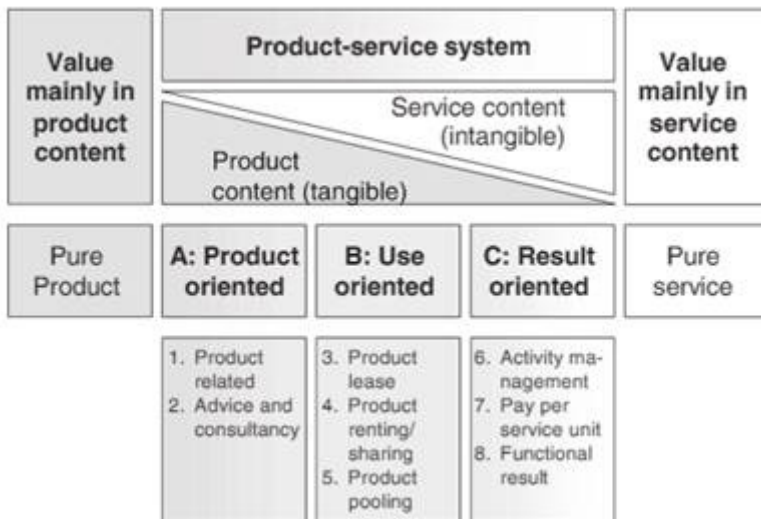 Value
mainly in
product
content
Product-service system
Service content
(intangible)
Product
content (tangible)
Value
mainly in
service
content
Pure
Product
A: Product
oriented
B: Use
oriented
C: Result
oriented
Pure
service
1. Product
related
2. Advice and
consultancy
3. Product
lease
4. Product
renting/
sharing
5. Product
pooling
6. Activity ma-
nagement
7. Pay per
service unit
8. Functional
result